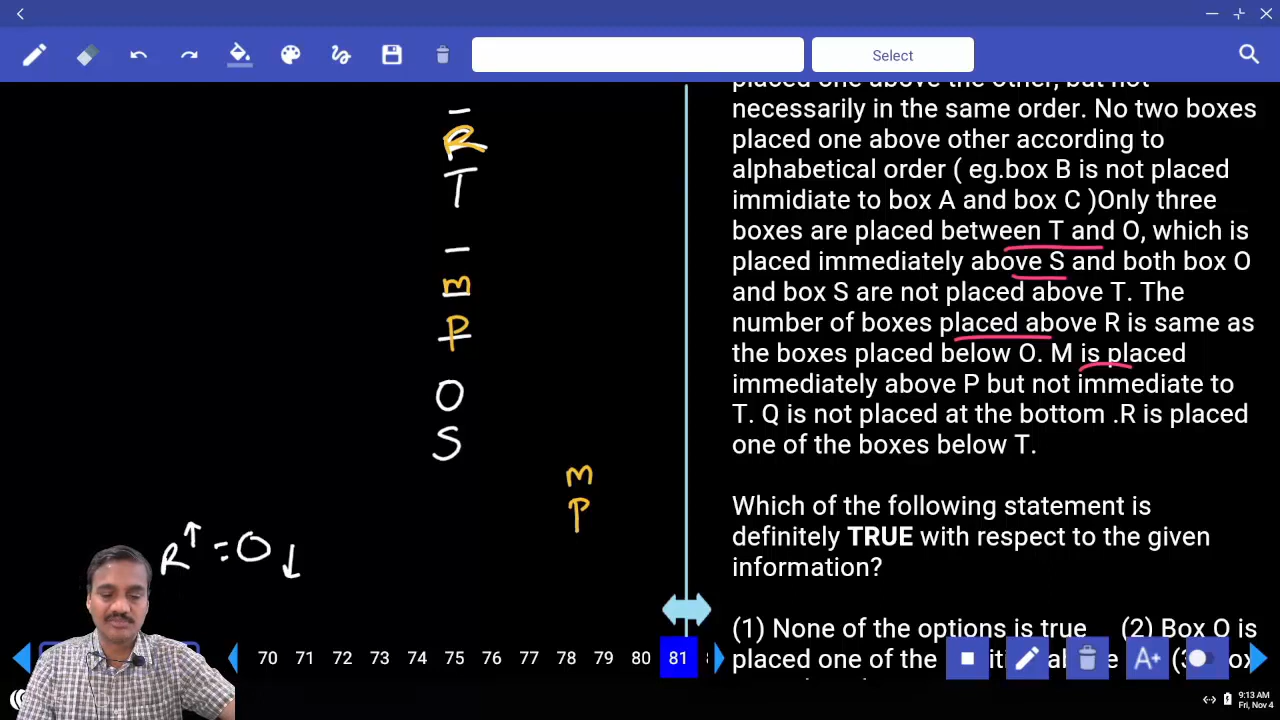 Select
R
T
m
P
O
S
m
P
R↑ = O↓
placed one above the other, but not
necessarily in the same order. No two boxes
placed one above other according to
alphabetical order ( eg.box B is not placed
immidiate to box A and box C )Only three
boxes are placed between T and O, which is
placed immediately above S and both box O
and box S are not placed above T. The
number of boxes placed above R is same as
the boxes placed below O. M is placed
immediately above P but not immediate to
T. Q is not placed at the bottom .R is placed
one of the boxes below T.
Which of the following statement is
definitely TRUE with respect to the given
information?
(1) None of the options is true (2) Box O is
placed one of the
70 71 72 73 74 75 76 77 78 79 80 81
A+
9:13 AM
Fri, Nov 4